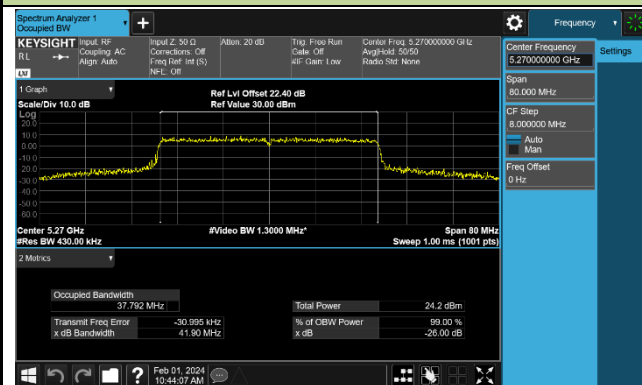 Spectrum Analyzer 1
Occupied BW
Frequency
KEYSIGHT
RL
LXI
Input: RF
Coupling: AC
Align: Auto
Input Z: 50 Ω
Corrections: Off
Freq Ref: Int (S)
NFE: Off
Atten: 20 dB
Trig: Free Run
Gate: Off
#IF Gain: Low
Center Freq: 5.270000000 GHz
Avg|Hold: 50/50
Radio Std: None
Center Frequency
5.270000000 GHz
Settings
Span
80.000 MHz
CF Step
8.000000 MHz
Auto
Man
Freq Offset
0 Hz
1 Graph
Scale/Div 10.0 dB
Ref Lvl Offset 22.40 dB
Ref Value 30.00 dBm
Log
20.0
10.0
0.00
-10.0
-20.0
-30.0
-40.0
-50.0
-60.0
Center 5.27 GHz
#Res BW 430.00 kHz
#Video BW 1.3000 MHz*
Span 80 MHz
Sweep 1.00 ms (1001 pts)
2 Metrics
Occupied Bandwidth
37.792 MHz
Total Power 24.2 dBm
Transmit Freq Error -30.995 kHz
% of OBW Power 99.00 %
x dB Bandwidth 41.90 MHz
x dB -26.00 dB
?
Feb 01, 2024
10:44:07 AM